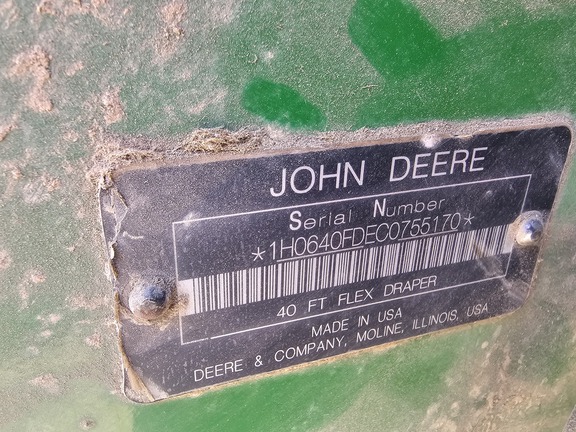 JOHN DEERE
Serial Number
*1H0640FDEC0755170*
40 FT FLEX DRAPER
MADE IN USA
DEERE & COMPANY, MOLINE, ILLINOIS, USA